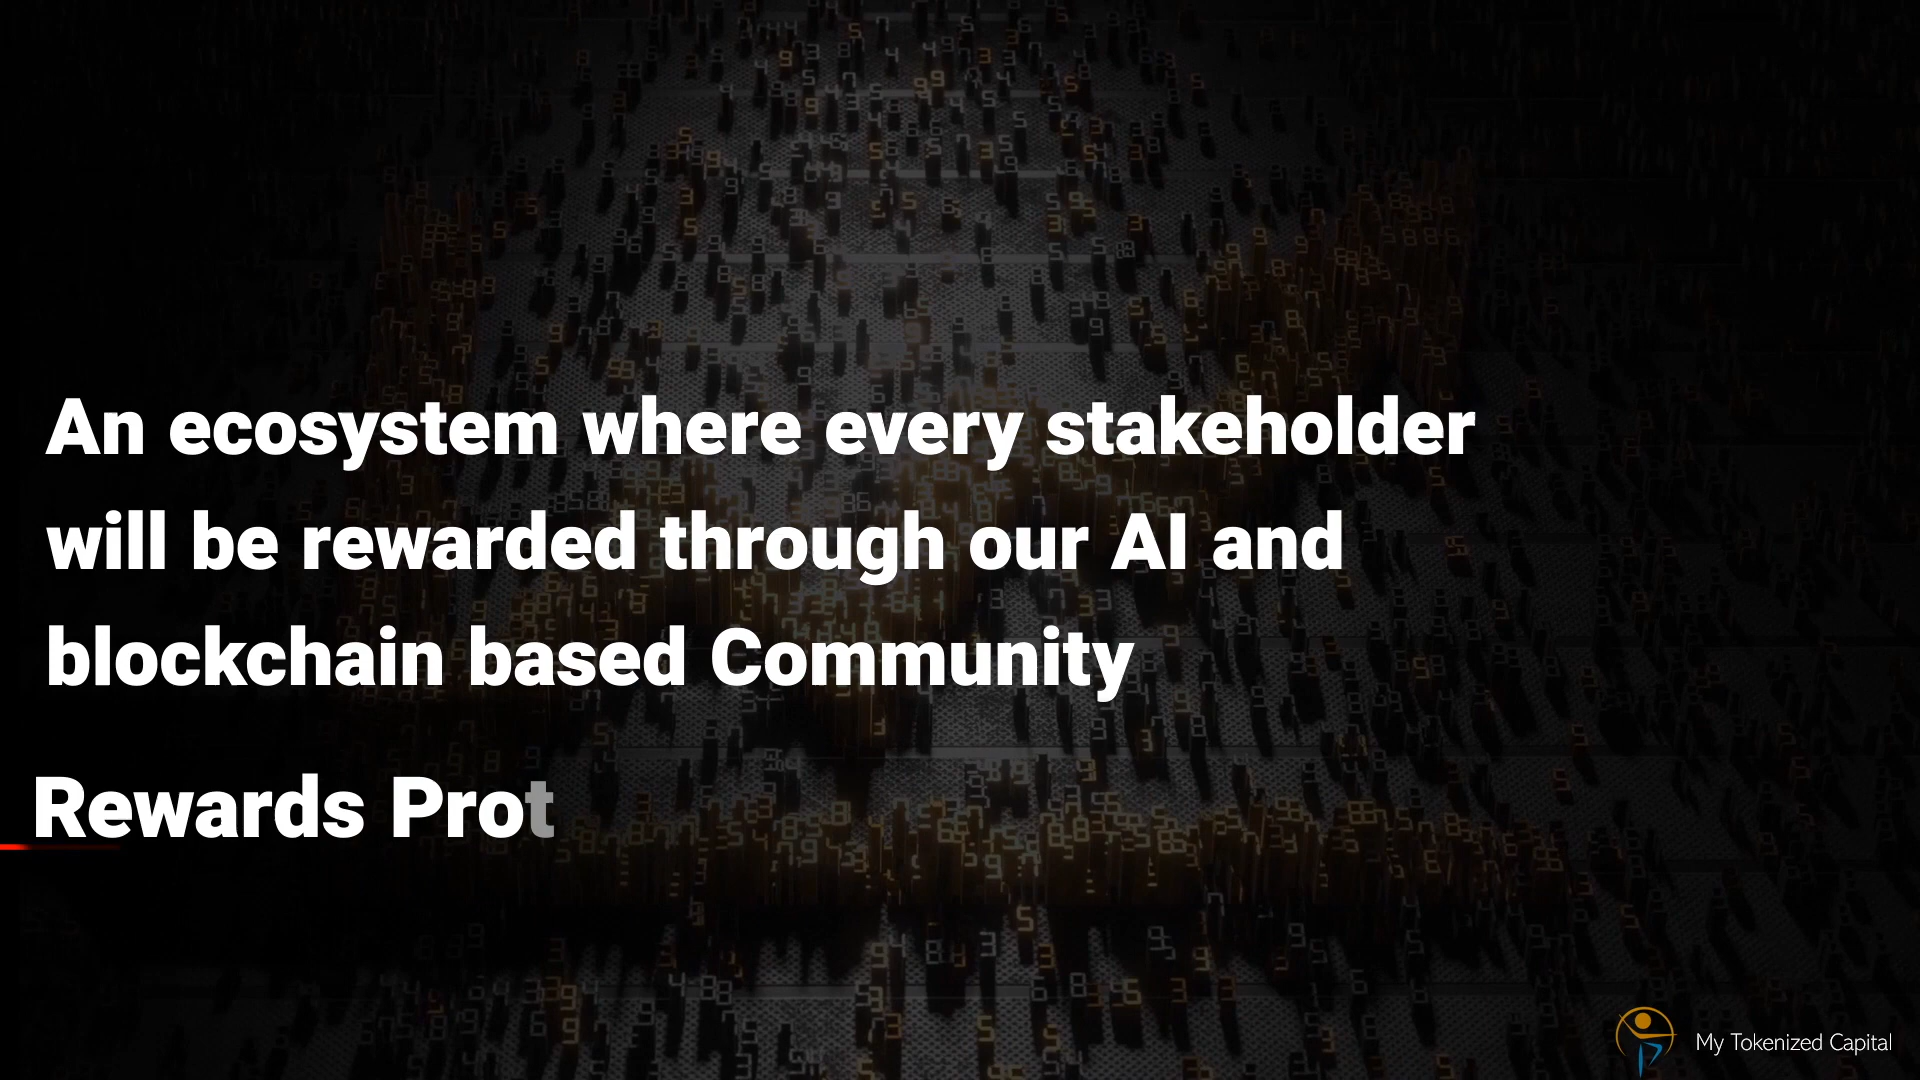 An ecosystem where every stakeholder
will be rewarded through our AI and
blockchain based Community
Rewards Prot
My Tokenized Capital